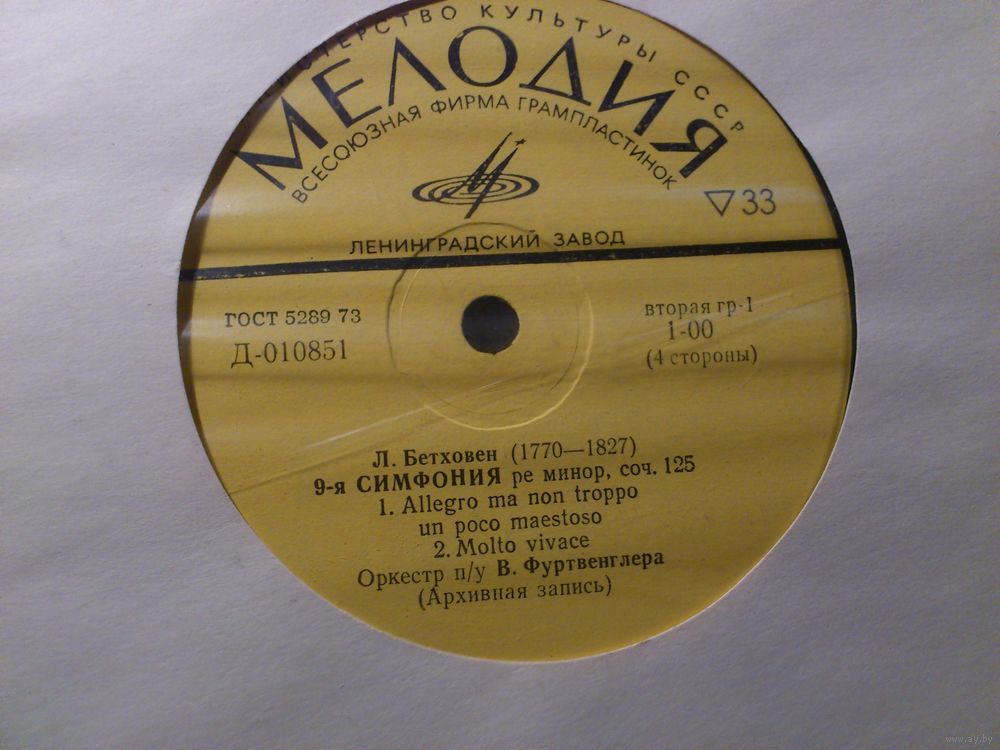 ИСТЕРСТВО КУЛЬТУРЫ СССР
МЕЛОДИЯ
ВСЕСОЮЗНАЯ ФИРМА ГРАМПЛАСТИНОК
▽33
ЛЕНИНГРАДСКИЙ ЗАВОД
ГОСТ 5289 73
Д-010851
вторая гр-1
1-00
(4 стороны)
Л. Бетховен (1770—1827)
9-я СИМФОНИЯ ре минор, соч. 125
1. Allegro ma non troppo
un poco maestoso
2. Molto vivace
Оркестр п/у В. Фуртвенглера
(Архивная запись)
www.ay.by